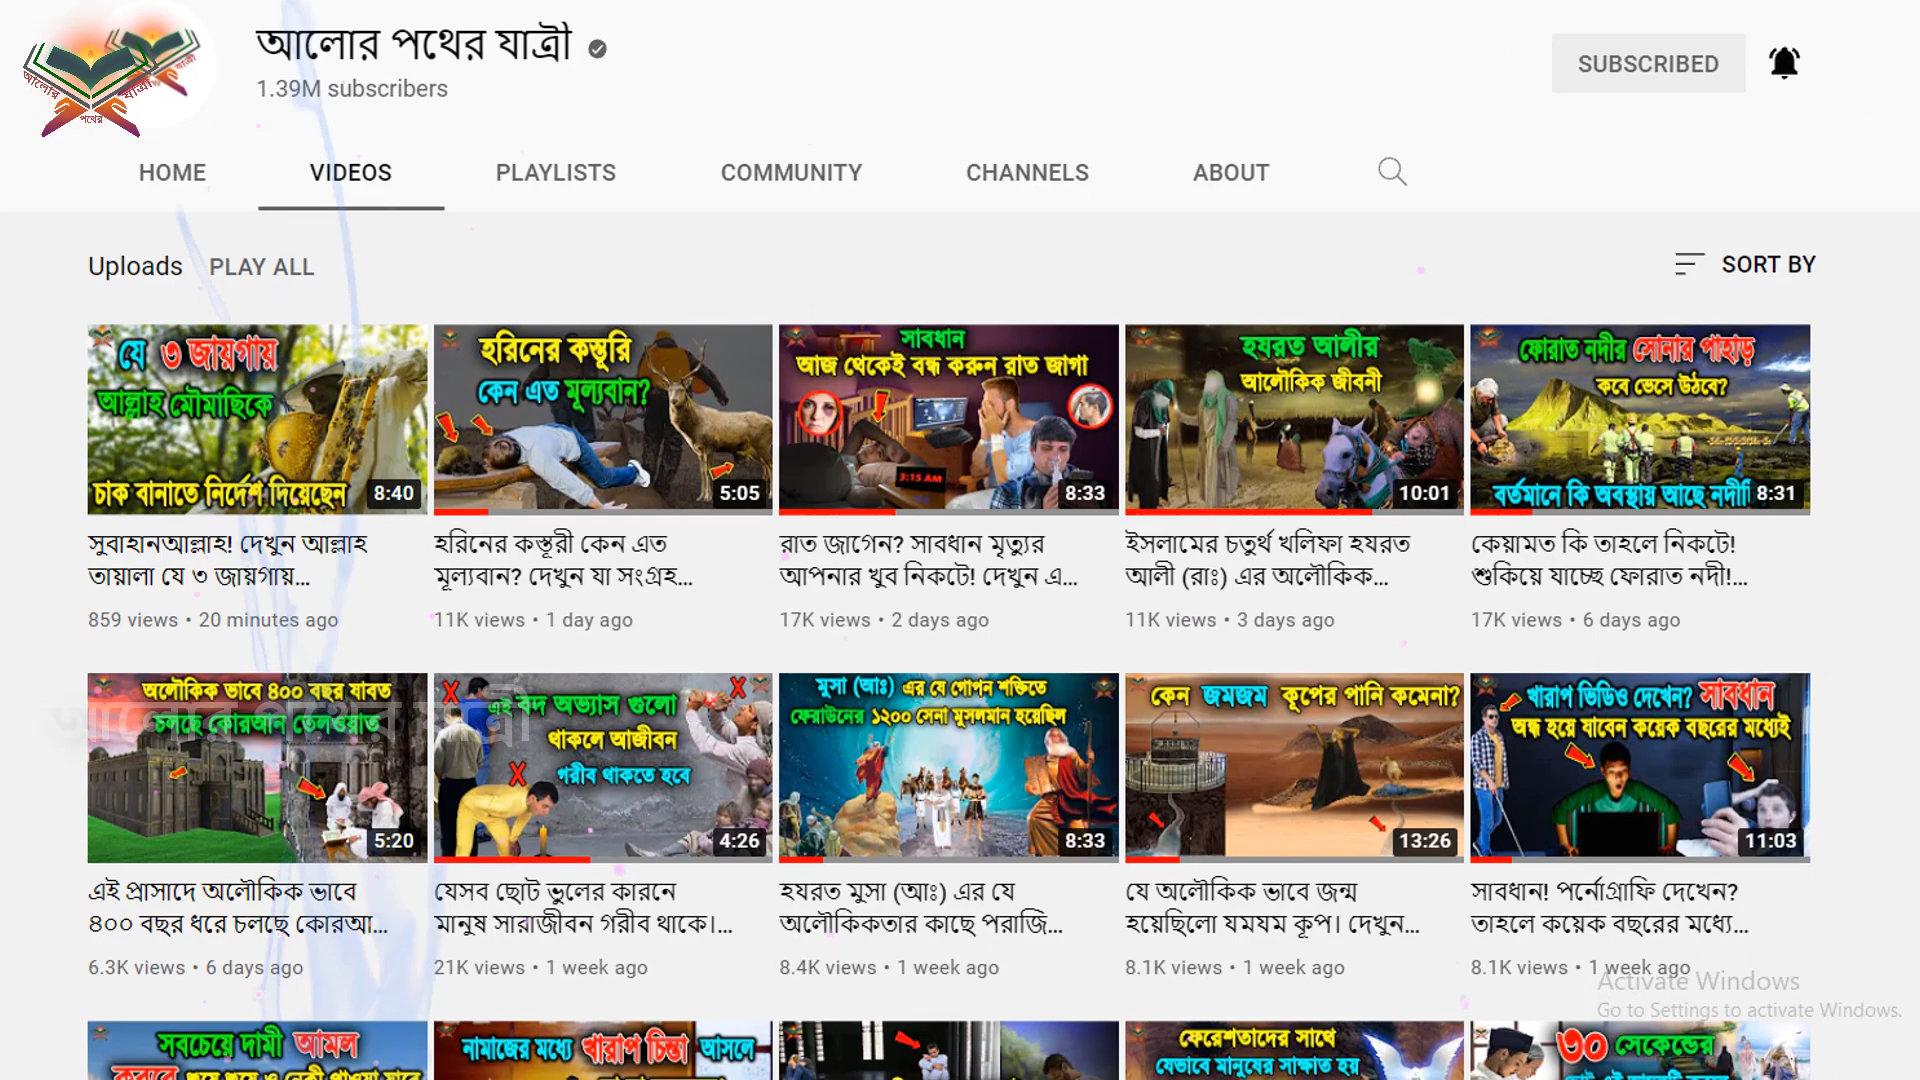 আলোর পথের যাত্রী
1.39M subscribers
SUBSCRIBED
আলোর পথের যাত্রী
HOME
VIDEOS
PLAYLISTS
COMMUNITY
CHANNELS
ABOUT
Uploads PLAY ALL
SORT BY
যে ৩ জায়গায়
আল্লাহ মৌমাছিকে
চাক বানাতে নির্দেশ দিয়েছেন
8:40
হরিনের কস্তুরি
কেন এত মূল্যবান?
5:05
সাবধান
আজ থেকেই বন্ধ করুন রাত জাগা
3:15 AM
8:33
হযরত আলীর
আলৌকিক জীবনী
10:01
ফোরাত নদীর সোনার পাহাড়
কবে ভেসে উঠবে?
বর্তমানে কি অবস্থায় আছে
8:31
সুবাহানআল্লাহ! দেখুন আল্লাহ
তায়ালা যে ৩ জায়গায়...
859 views • 20 minutes ago
হরিনের কস্তূরী কেন এত
মূল্যবান? দেখুন যা সংগ্রহ...
11K views • 1 day ago
রাত জাগেন? সাবধান মৃত্যুর
আপনার খুব নিকটে! দেখুন এ...
17K views • 2 days ago
ইসলামের চতুর্থ খলিফা হযরত
আলী (রাঃ) এর অলৌকিক...
11K views • 3 days ago
কেয়ামত কি তাহলে নিকটে!
শুকিয়ে যাচ্ছে ফোরাত নদী!...
17K views • 6 days ago
আলোর পথের যাত্রী
অলৌকিক ভাবে ৪০০ বছর যাবত
চলছে কোরআন তেলওরাত
5:20
এই বদ অভ্যাস গুলো
থাকলে আজীবন
গরীব থাকতে হবে
4:26
মুসা (আঃ) এর যে গোপন শক্তিতে
ফেরাউনের ১২০০ সেনা মুসলমান হয়েছিল
8:33
কেন জমজম কূপের পানি কমেনা?
13:26
খারাপ ভিডিও দেখেন? সাবধান
অন্ধ হয়ে যাবেন কয়েক বছরের মধ্যেই
11:03
এই প্রাসাদে অলৌকিক ভাবে
৪০০ বছর ধরে চলছে কোরআ...
6.3K views • 6 days ago
যেসব ছোট ভুলের কারনে
মানুষ সারাজীবন গরীব থাকে।...
21K views • 1 week ago
হযরত মুসা (আঃ) এর যে
অলৌকিকতার কাছে পরাজি...
8.4K views • 1 week ago
যে অলৌকিক ভাবে জন্ম
হয়েছিলো যমযম কূপ। দেখুন...
8.1K views • 1 week ago
সাবধান! পর্নোগ্রাফি দেখেন?
তাহলে কয়েক বছরের মধ্যে...
8.1K views • 1 week ago
Activate Windows
Go to Settings to activate Windows.
সবচেয়ে দামী আমল
নামাজের মধ্যে খারাপ চিন্তা আসলে
ফেরেশতাদের সাথে
যেভাবে মানুষের সাক্ষাত হয়
৩০ সেকেন্ডের